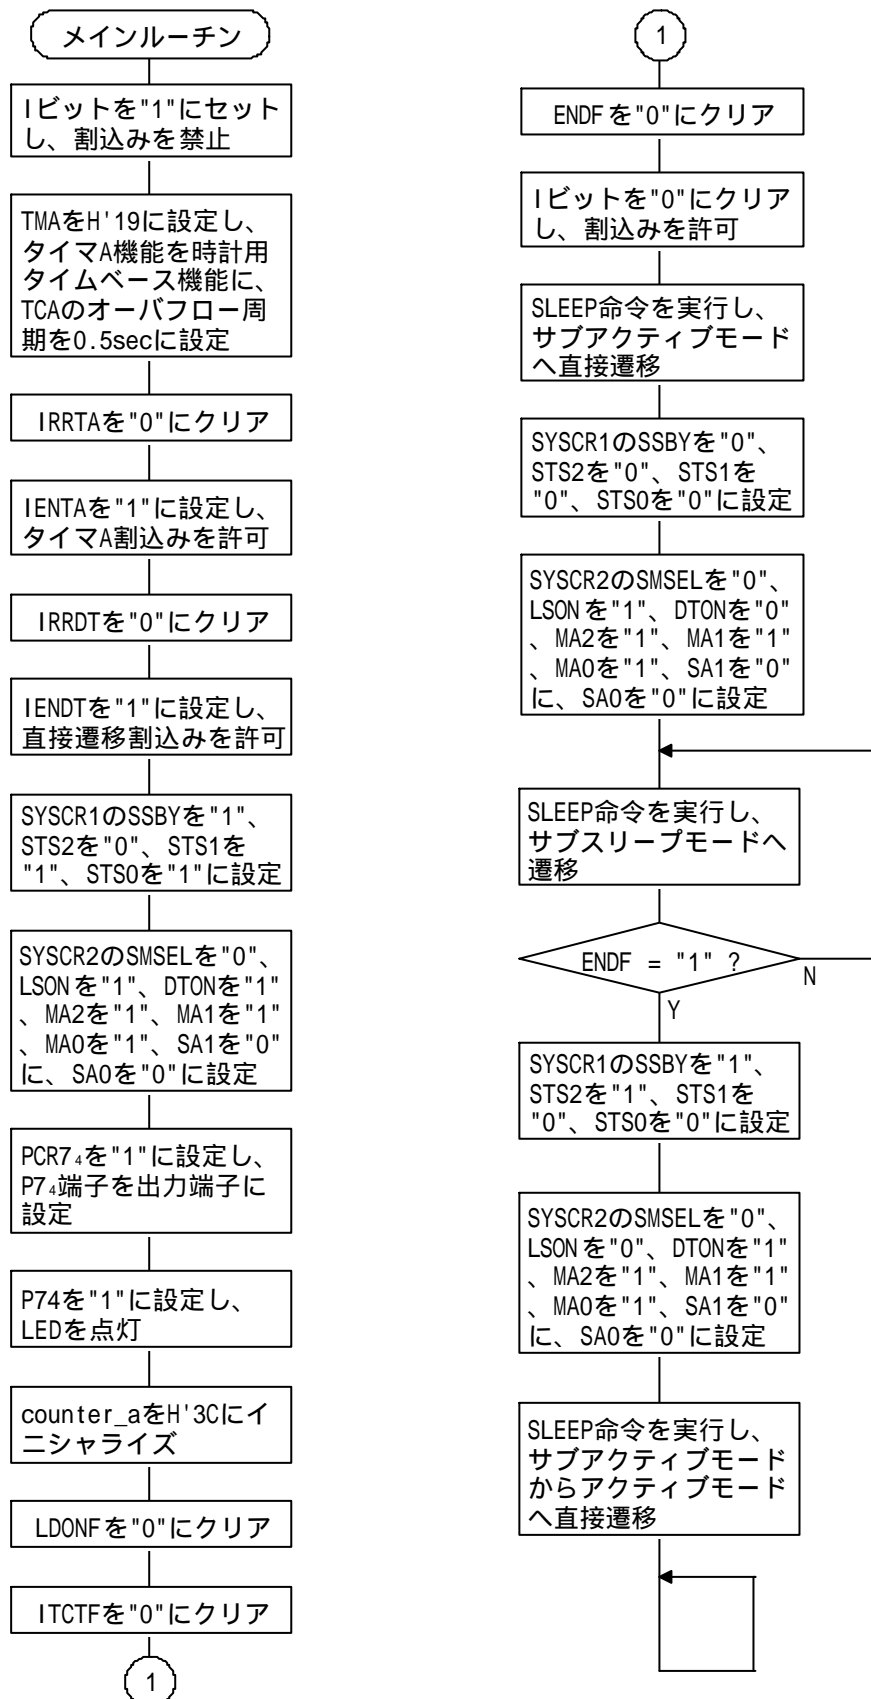 メインルーチン
Iビットを"1"にセット
し、割込みを禁止
TMAをH'19に設定し、
タイマA機能を時計用
タイムベース機能に、
TCAのオーバフロー周
期を0.5secに設定
IRRTAを"0"にクリア
IENTAを"1"に設定し、
タイマA割込みを許可
IRRDTを"0"にクリア
IENDTを"1"に設定し、
直接遷移割込みを許可
SYSCR1のSSBYを"1"、
STS2を"0"、STS1を
"1"、STS0を"1"に設定
SYSCR2のSMSELを"0"、
LSONを"1"、DTONを"1"
、MA2を"1"、MA1を"1"
、MA0を"1"、SA1を"0"
に、SA0を"0"に設定
PCR7₄を"1"に設定し、
P7₄端子を出力端子に
設定
P74を"1"に設定し、
LEDを点灯
counter_aをH'3Cにイ
ニシャライズ
LDONFを"0"にクリア
ITCTFを"0"にクリア
1
1
ENDFを"0"にクリア
Iビットを"0"にクリア
し、割込みを許可
SLEEP命令を実行し、
サブアクティブモード
へ直接遷移
SYSCR1のSSBYを"0"、
STS2を"0"、STS1を
"0"、STS0を"0"に設定
SYSCR2のSMSELを"0"、
LSONを"1"、DTONを"0"
、MA2を"1"、MA1を"1"
、MA0を"1"、SA1を"0"
に、SA0を"0"に設定
SLEEP命令を実行し、
サブスリープモードへ
遷移
ENDF = "1" ?
N
Y
SYSCR1のSSBYを"1"、
STS2を"1"、STS1を
"0"、STS0を"0"に設定
SYSCR2のSMSELを"0"、
LSONを"0"、DTONを"1"
、MA2を"1"、MA1を"1"
、MA0を"1"、SA1を"0"
に、SA0を"0"に設定
SLEEP命令を実行し、
サブアクティブモード
からアクティブモード
へ直接遷移